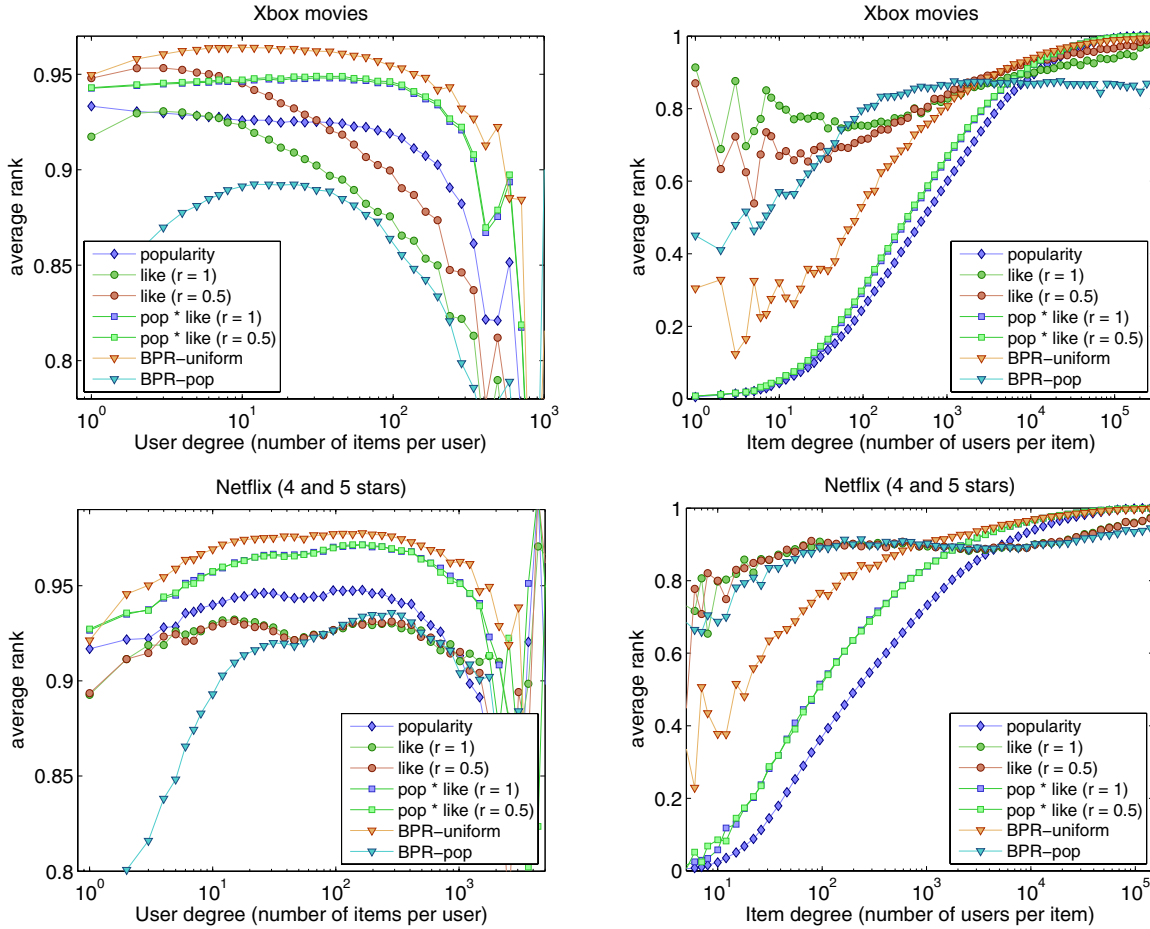 Xbox movies
average rank
0.95
0.9
0.85
0.8
10^0
10^1
10^2
10^3
User degree (number of items per user)
popularity
like (r = 1)
like (r = 0.5)
pop * like (r = 1)
pop * like (r = 0.5)
BPR-uniform
BPR-pop
Xbox movies
average rank
1
0.8
0.6
0.4
0.2
0
10^0
10^1
10^2
10^3
10^4
10^5
Item degree (number of users per item)
popularity
like (r = 1)
like (r = 0.5)
pop * like (r = 1)
pop * like (r = 0.5)
BPR-uniform
BPR-pop
Netflix (4 and 5 stars)
average rank
0.95
0.9
0.85
0.8
10^0
10^1
10^2
10^3
User degree (number of items per user)
popularity
like (r = 1)
like (r = 0.5)
pop * like (r = 1)
pop * like (r = 0.5)
BPR-uniform
BPR-pop
Netflix (4 and 5 stars)
average rank
1
0.8
0.6
0.4
0.2
0
10^1
10^2
10^3
10^4
10^5
Item degree (number of users per item)
popularity
like (r = 1)
like (r = 0.5)
pop * like (r = 1)
pop * like (r = 0.5)
BPR-uniform
BPR-pop